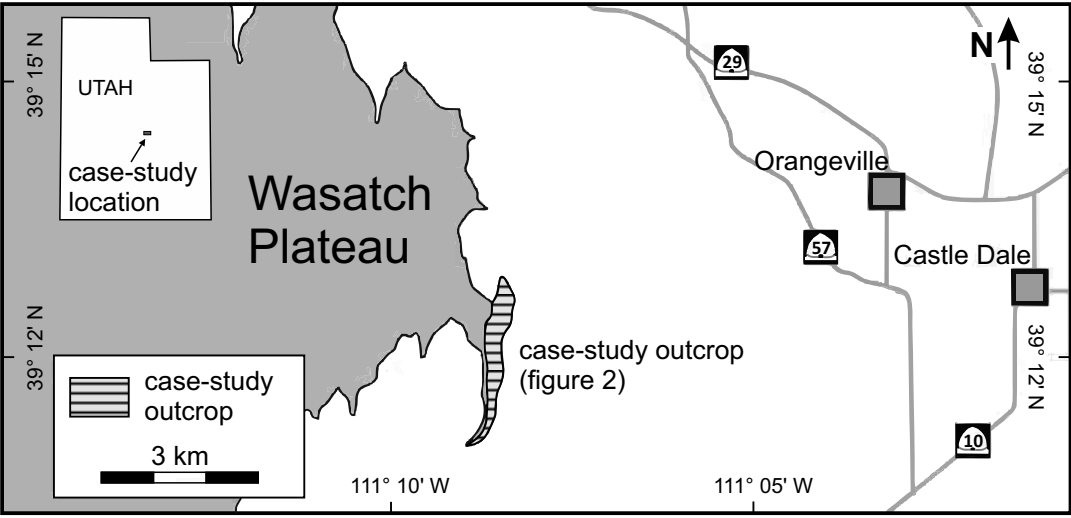 39° 15' N
UTAH
case-study
location
Wasatch
Plateau
29
N
39° 15' N
Orangeville
57
Castle Dale
39° 12' N
case-study outcrop
(figure 2)
39° 12' N
case-study
outcrop
3 km
10
111° 10' W
111° 05' W